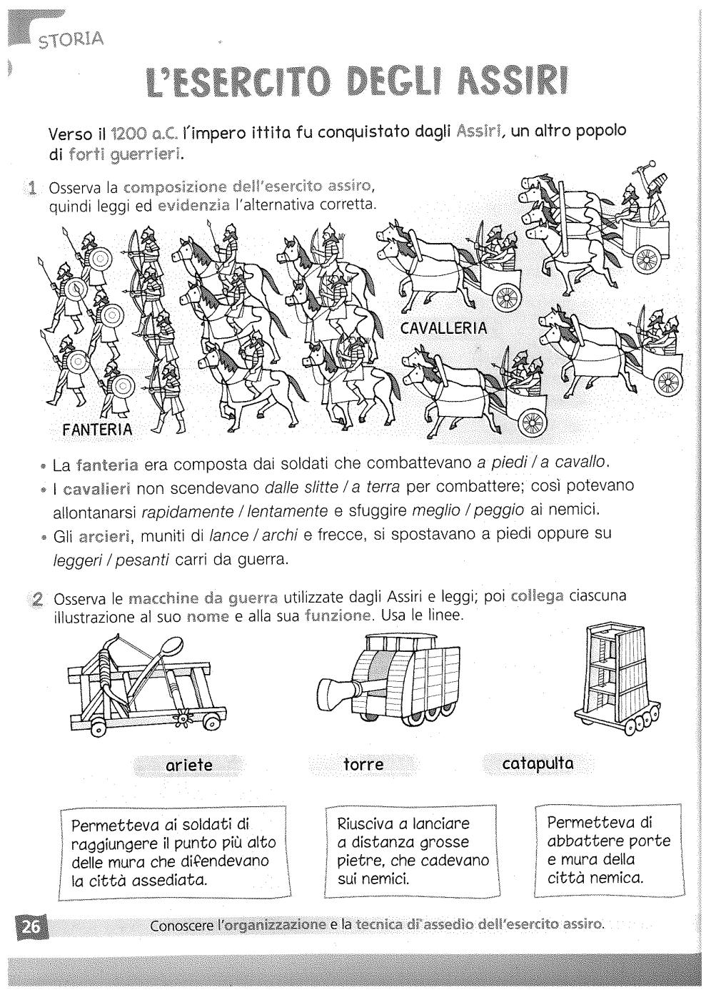 STORIA
L'ESERCITO DEGLI ASSIRI
Verso il 1200 a.C. l'impero ittita fu conquistato dagli Assiri, un altro popolo
di forti guerrieri.
1 Osserva la composizione dell'esercito assiro,
quindi leggi ed evidenzia l'alternativa corretta.
CAVALLERIA
FANTERIA
• La fanteria era composta dai soldati che combattevano a piedi / a cavallo.
• I cavalieri non scendevano dalle slitte / a terra per combattere; così potevano
allontanarsi rapidamente / lentamente e sfuggire meglio / peggio ai nemici.
• Gli arcieri, muniti di lance / archi e frecce, si spostavano a piedi oppure su
leggeri / pesanti carri da guerra.
2 Osserva le macchine da guerra utilizzate dagli Assiri e leggi; poi collega ciascuna
illustrazione al suo nome e alla sua funzione. Usa le linee.
ariete torre catapulta
Permetteva ai soldati di
raggiungere il punto più alto
delle mura che difendevano
la città assediata.
Riusciva a lanciare
a distanza grosse
pietre, che cadevano
sui nemici.
Permetteva di
abbattere porte
e mura della
città nemica.
26 Conoscere l'organizzazione e la tecnica di assedio dell'esercito assiro.